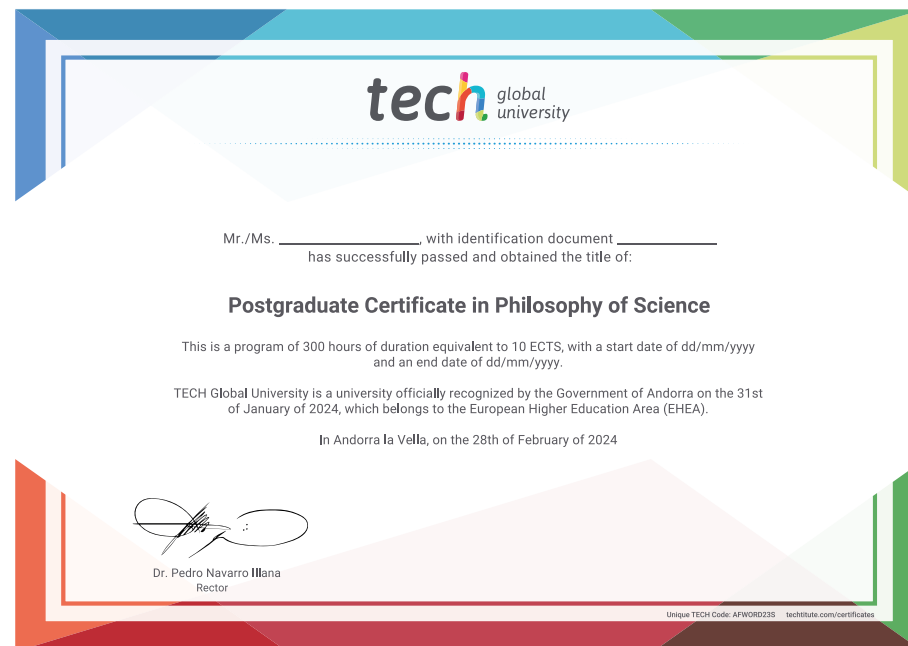 tech global university
Mr./Ms. ____________, with identification document ____________
has successfully passed and obtained the title of:
Postgraduate Certificate in Philosophy of Science
This is a program of 300 hours of duration equivalent to 10 ECTS, with a start date of dd/mm/yyyy
and an end date of dd/mm/yyyy.
TECH Global University is a university officially recognized by the Government of Andorra on the 31st
of January of 2024, which belongs to the European Higher Education Area (EHEA).
In Andorra la Vella, on the 28th of February of 2024
Dr. Pedro Navarro Illana
Rector
Unique TECH Code: AFWORD23S techtitute.com/certificates